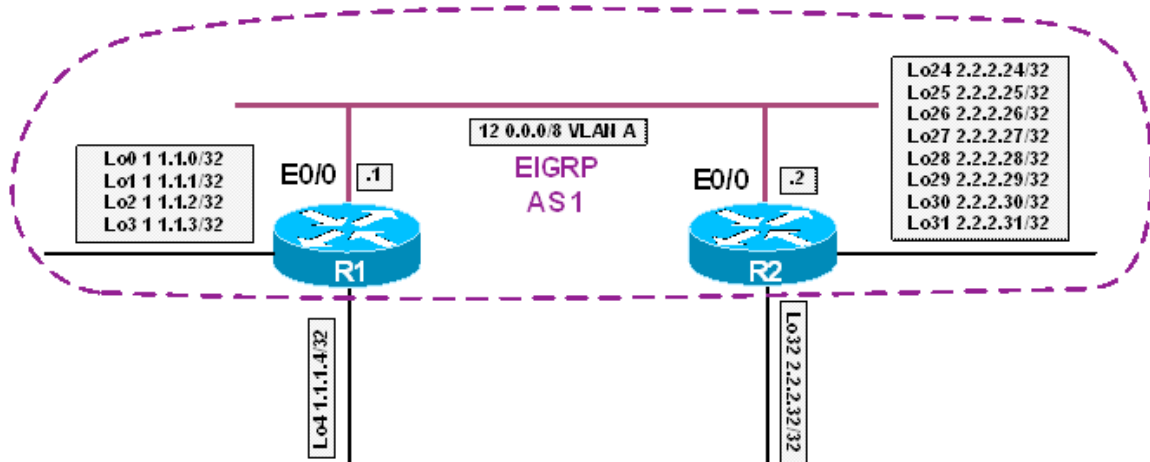 Lo24 2.2.2.24/32
Lo25 2.2.2.25/32
Lo26 2.2.2.26/32
Lo27 2.2.2.27/32
Lo28 2.2.2.28/32
Lo29 2.2.2.29/32
Lo30 2.2.2.30/32
Lo31 2.2.2.31/32
12 0.0.0/8 VLAN A
Lo0 1 1.1.0/32
Lo1 1 1.1.1/32
Lo2 1 1.1.2/32
Lo3 1 1.1.3/32
E0/0
.1
EIGRP
AS1
E0/0
.2
R1
R2
Lo4 1.1.1.4/32
Lo32 2.2.2.32/32